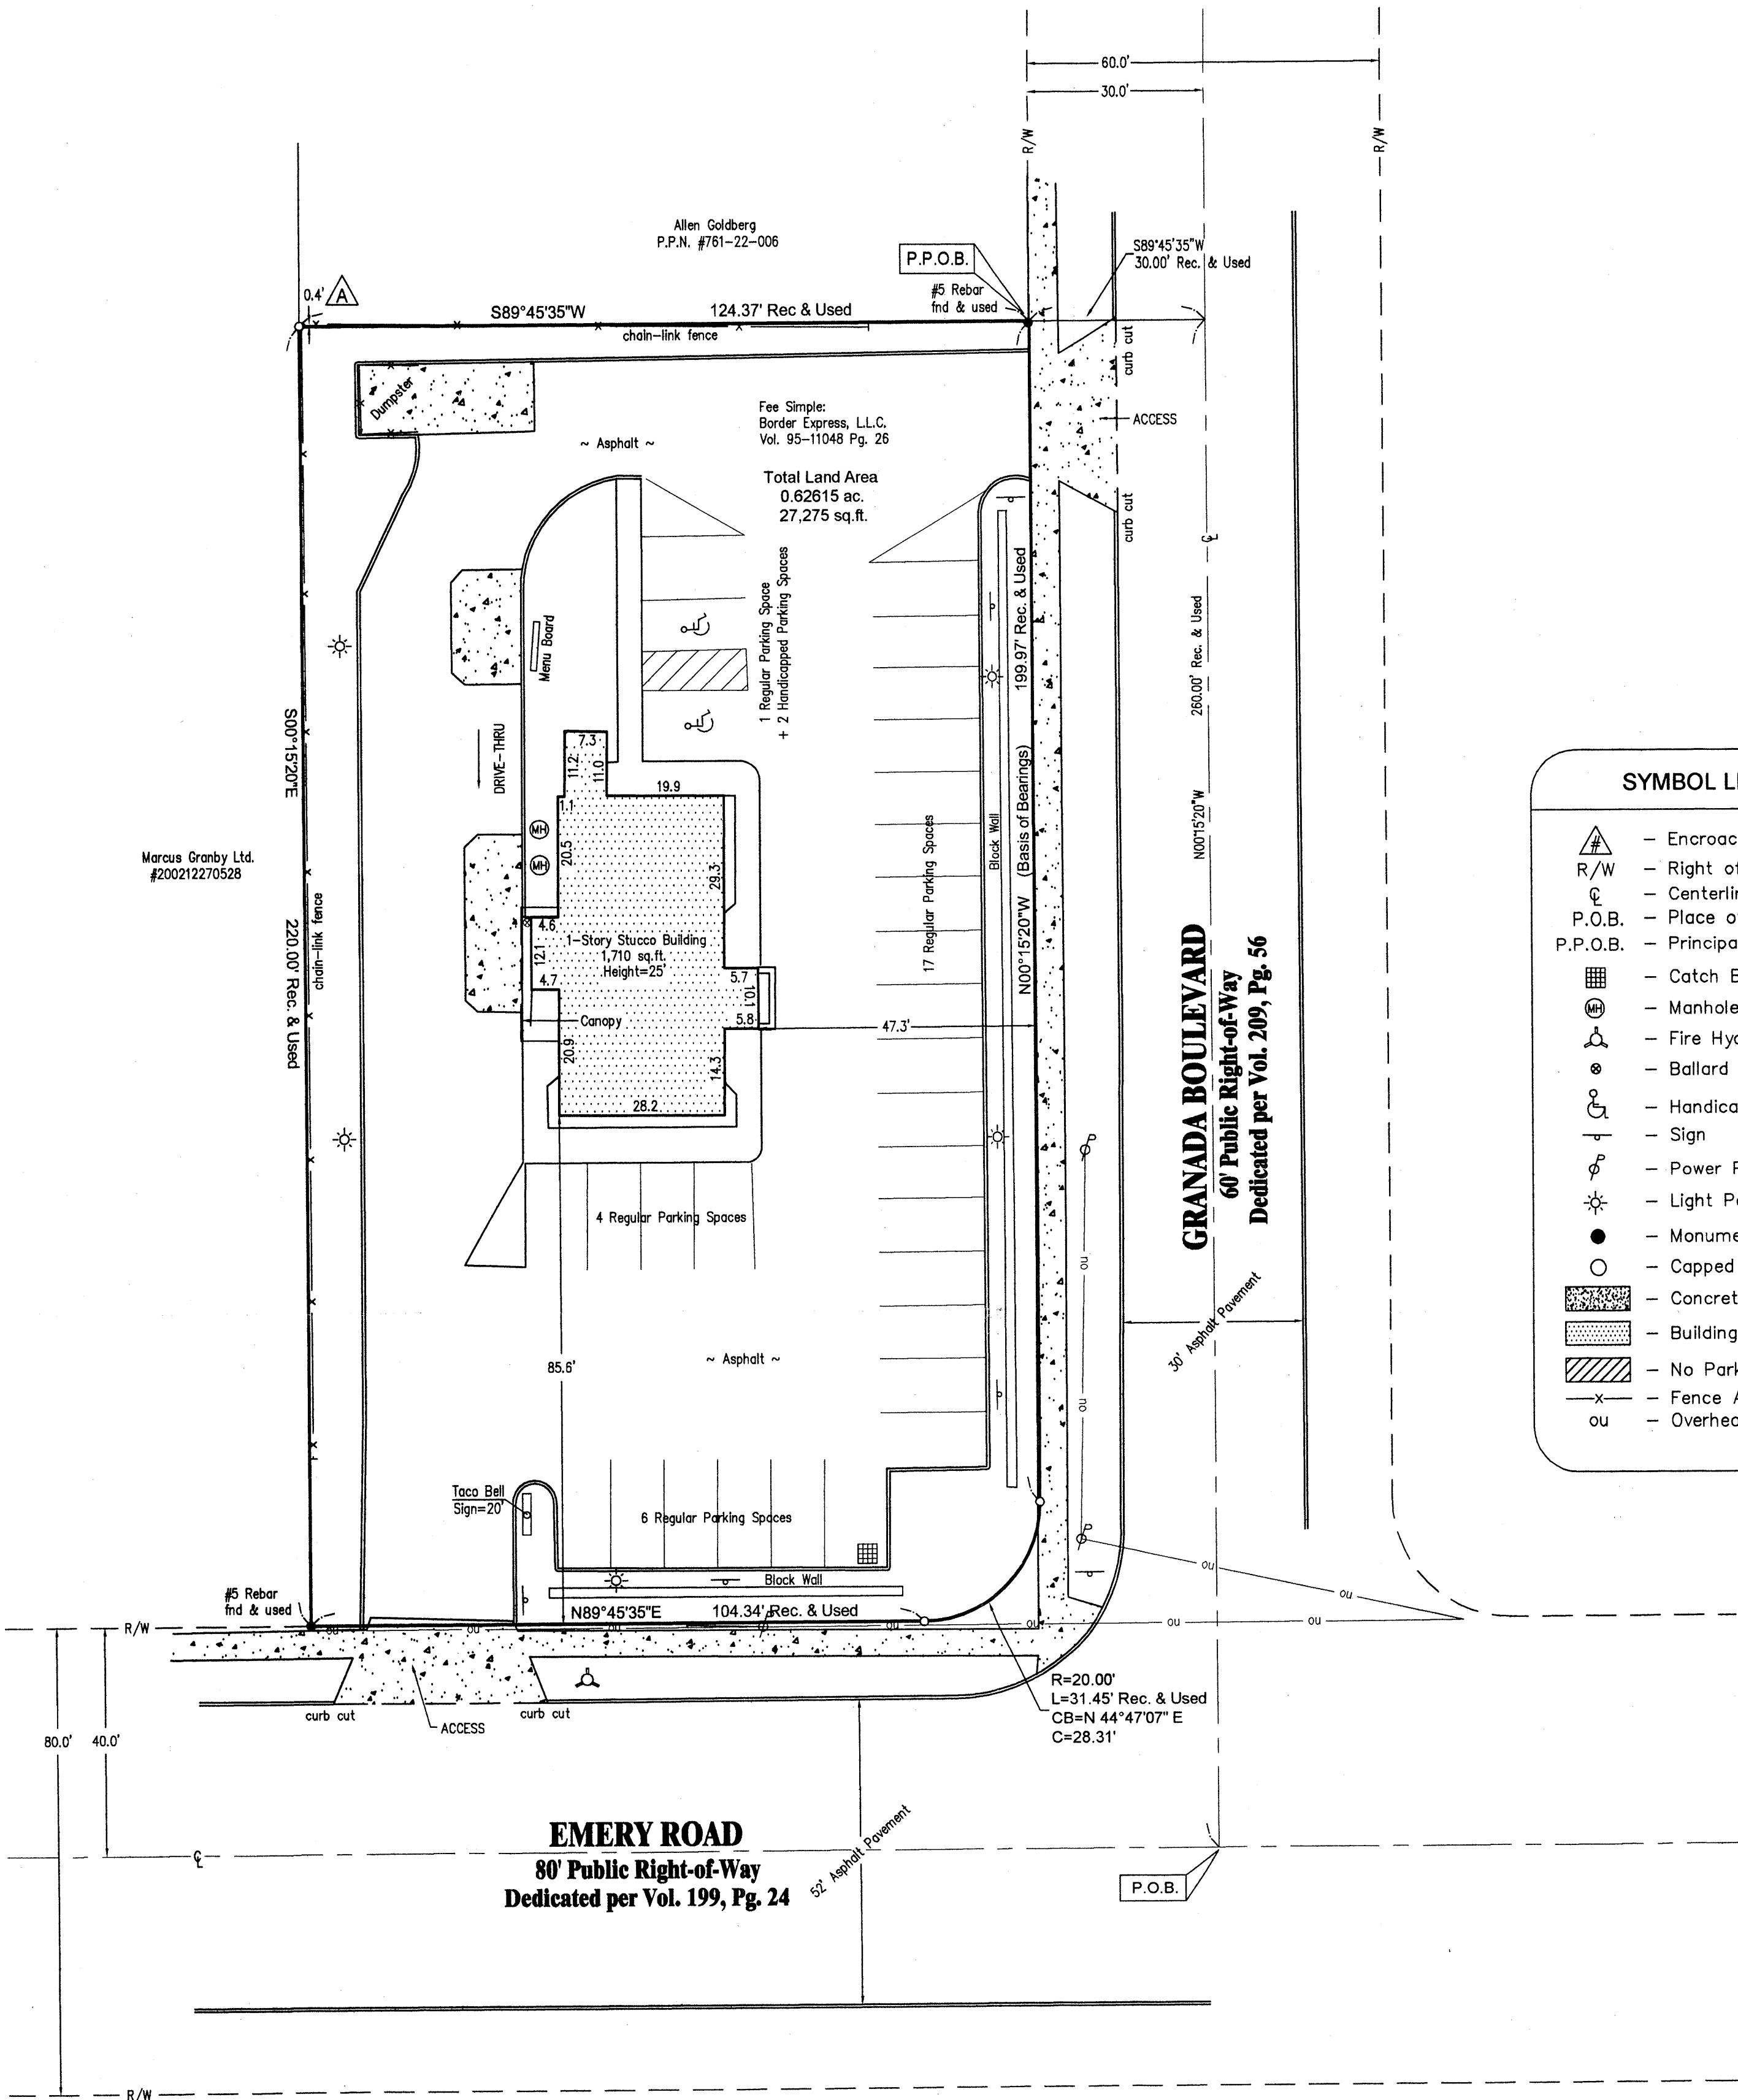 60.0'
30.0'
R/W
R/W
Allen Goldberg
P.P.N. #761-22-006
P.P.O.B.
S89°45'35"W
30.00' Rec. & Used
#5 Rebar
fnd & used
0.4'
A
S89°45'35"W 124.37' Rec & Used
chain-link fence
curb cut
Dumpster
Fee Simple:
Border Express, L.L.C.
Vol. 95-11048 Pg. 26
ACCESS
~ Asphalt ~
Total Land Area
0.62615 ac.
27,275 sq.ft.
curb cut
℄
1 Regular Parking Space
+ 2 Handicapped Parking Spaces
Menu Board
DRIVE-THRU
199.97' Rec. & Used
(Basis of Bearings)
N00°15'20"W
260.00' Rec. & Used
N00°15'20"W
S00°15'20"E
220.00' Rec. & Used
chain-link fence
Marcus Granby Ltd.
#200212270528
7.3
11.2
11.0
19.9
1.1
MH
MH
20.5
29.3
4.6
1-Story Stucco Building
1,710 sq.ft.
Height=25'
12.1
4.7
5.7
10.1
5.8
Canopy
20.9
14.3
28.2
47.3'
17 Regular Parking Spaces
Block Wall
GRANADA BOULEVARD
60' Public Right-of-Way
Dedicated per Vol. 209, Pg. 56
4 Regular Parking Spaces
85.6'
~ Asphalt ~
30' Asphalt Pavement
ou
ou
Taco Bell
Sign=20'
6 Regular Parking Spaces
Block Wall
#5 Rebar
fnd & used
N89°45'35"E 104.34' Rec. & Used
R/W
ou
ou
ou
ou
ou
ou
ou
ou
ou
R=20.00'
L=31.45' Rec. & Used
CB=N 44°47'07" E
C=28.31'
curb cut
ACCESS
curb cut
80.0'
40.0'
℄
EMERY ROAD
80' Public Right-of-Way
Dedicated per Vol. 199, Pg. 24
52' Asphalt Pavement
P.O.B.
R/W
SYMBOL L
# – Encroac
R/W – Right o
℄ – Centerli
P.O.B. – Place o
P.P.O.B. – Principa
– Catch B
MH – Manhole
– Fire Hy
– Ballard
– Handica
– Sign
– Power P
– Light P
– Monume
– Capped
– Concret
– Building
– No Park
x – Fence A
ou – Overhea